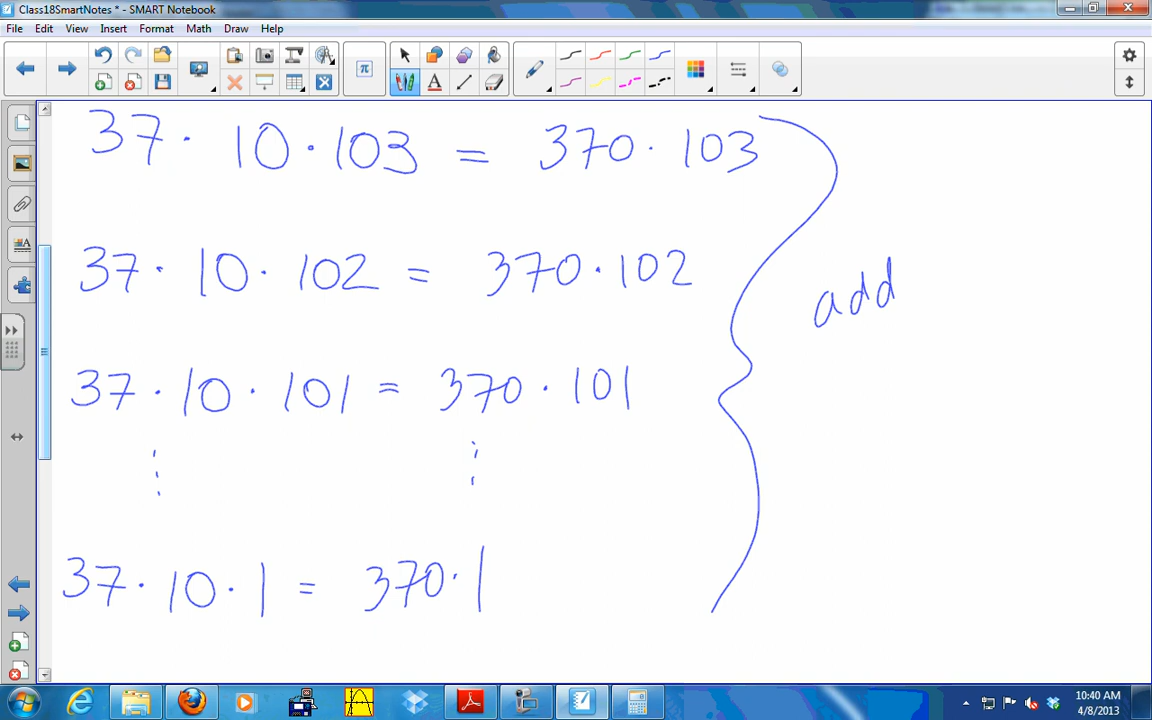 Class18SmartNotes * - SMART Notebook
File Edit View Insert Format Math Draw Help
37 · 10 · 103 = 370 · 103
37 · 10 · 102 = 370 · 102
add
37 · 10 · 101 = 370 · 101
⋮ ⋮
37 · 10 · 1 = 370 · 1
10:40 AM
4/8/2013